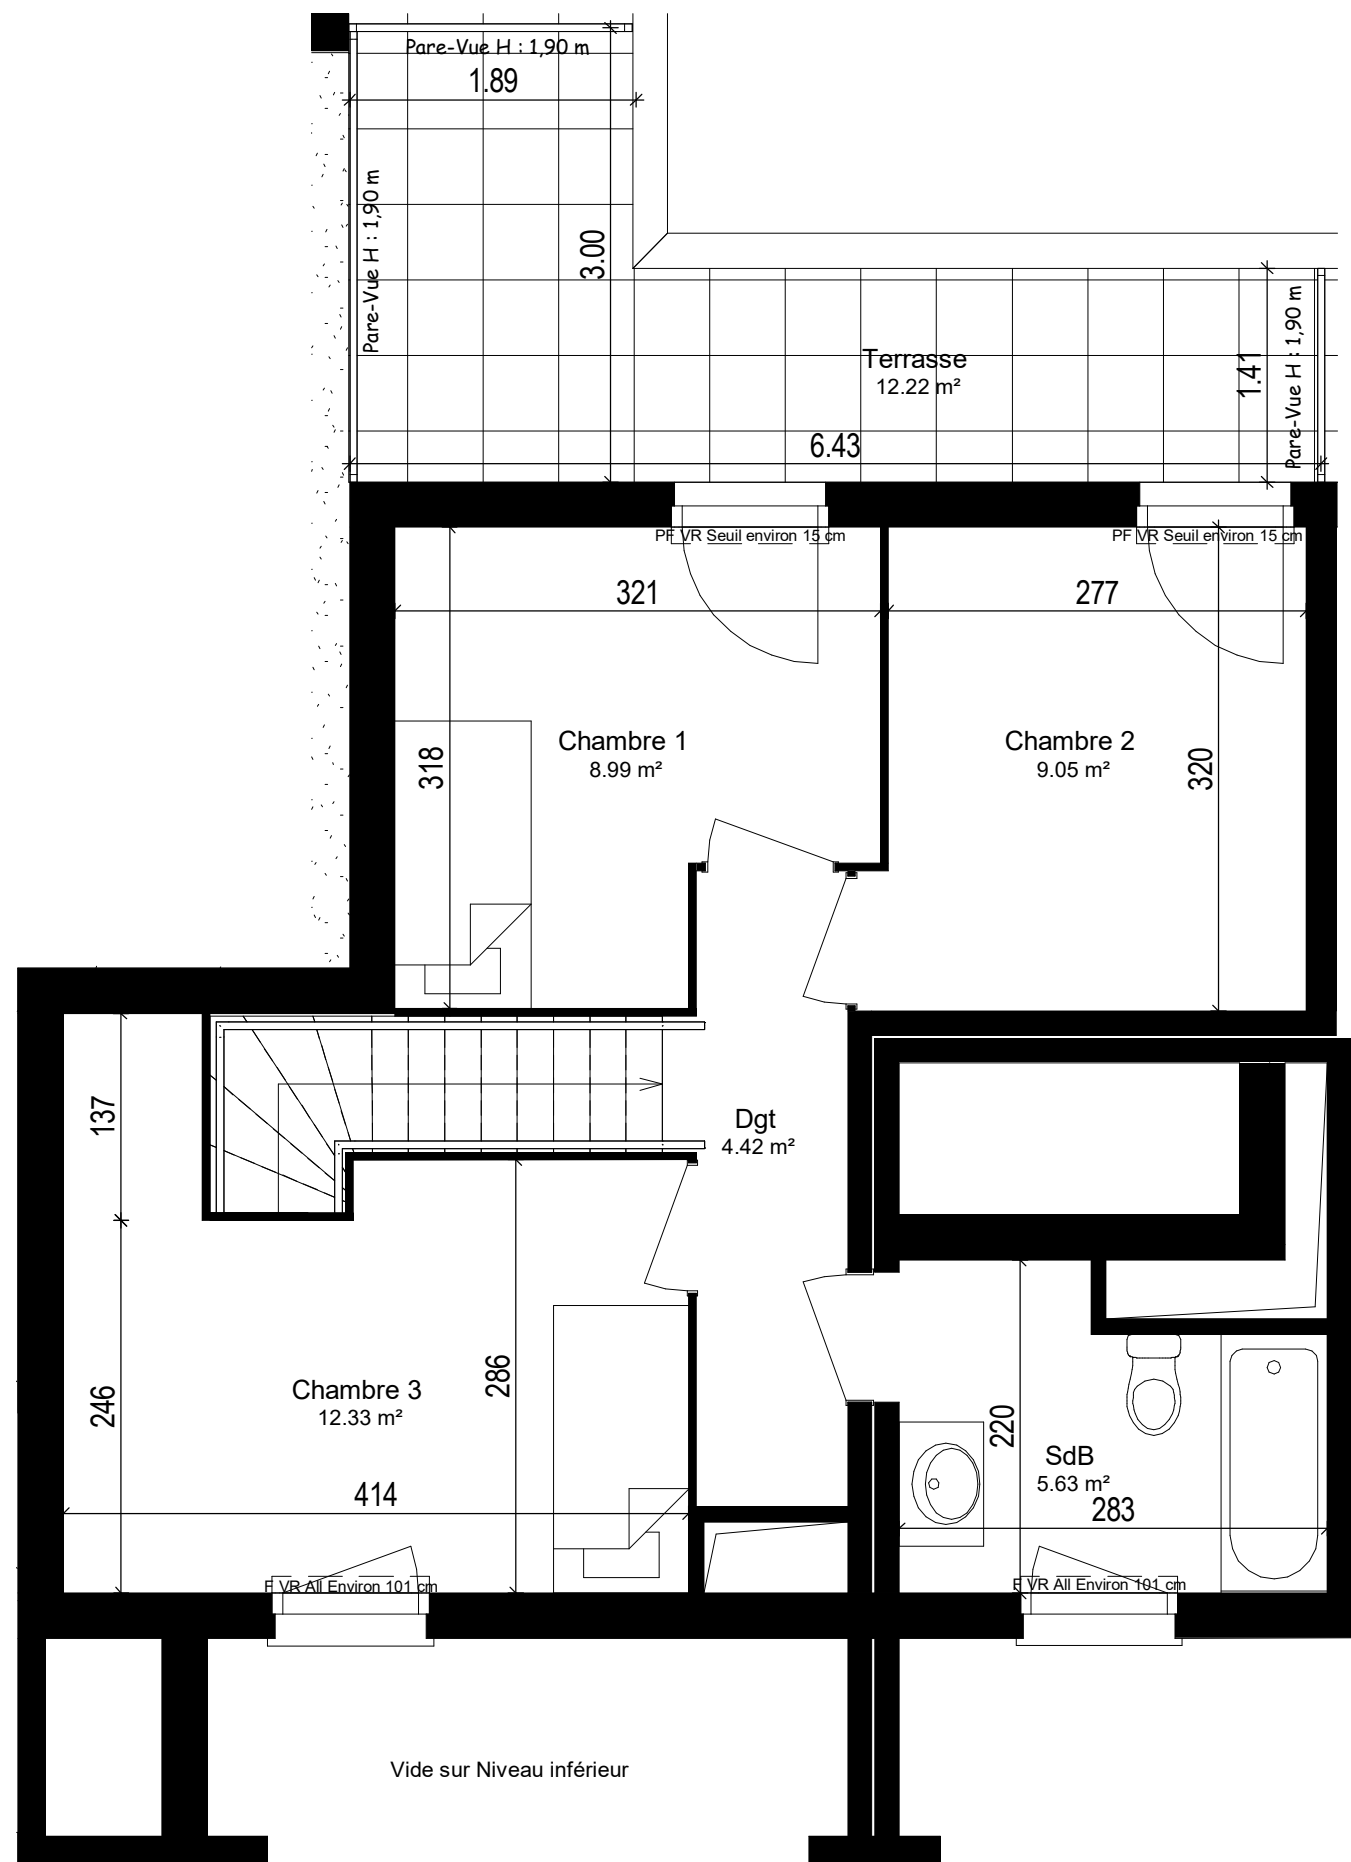 Pare-Vue H : 1,90 m
1.89
Pare-Vue H : 1,90 m
3.00
Terrasse
12.22 m²
1.41
Pare-Vue H : 1,90 m
6.43
PF VR Seuil environ 15 cm
PF VR Seuil environ 15 cm
321
277
Chambre 1
8.99 m²
318
Chambre 2
9.05 m²
320
137
Dgt
4.42 m²
Chambre 3
12.33 m²
286
246
414
220
SdB
5.63 m²
283
F VR All Environ 101 cm
F VR All Environ 101 cm
Vide sur Niveau inférieur